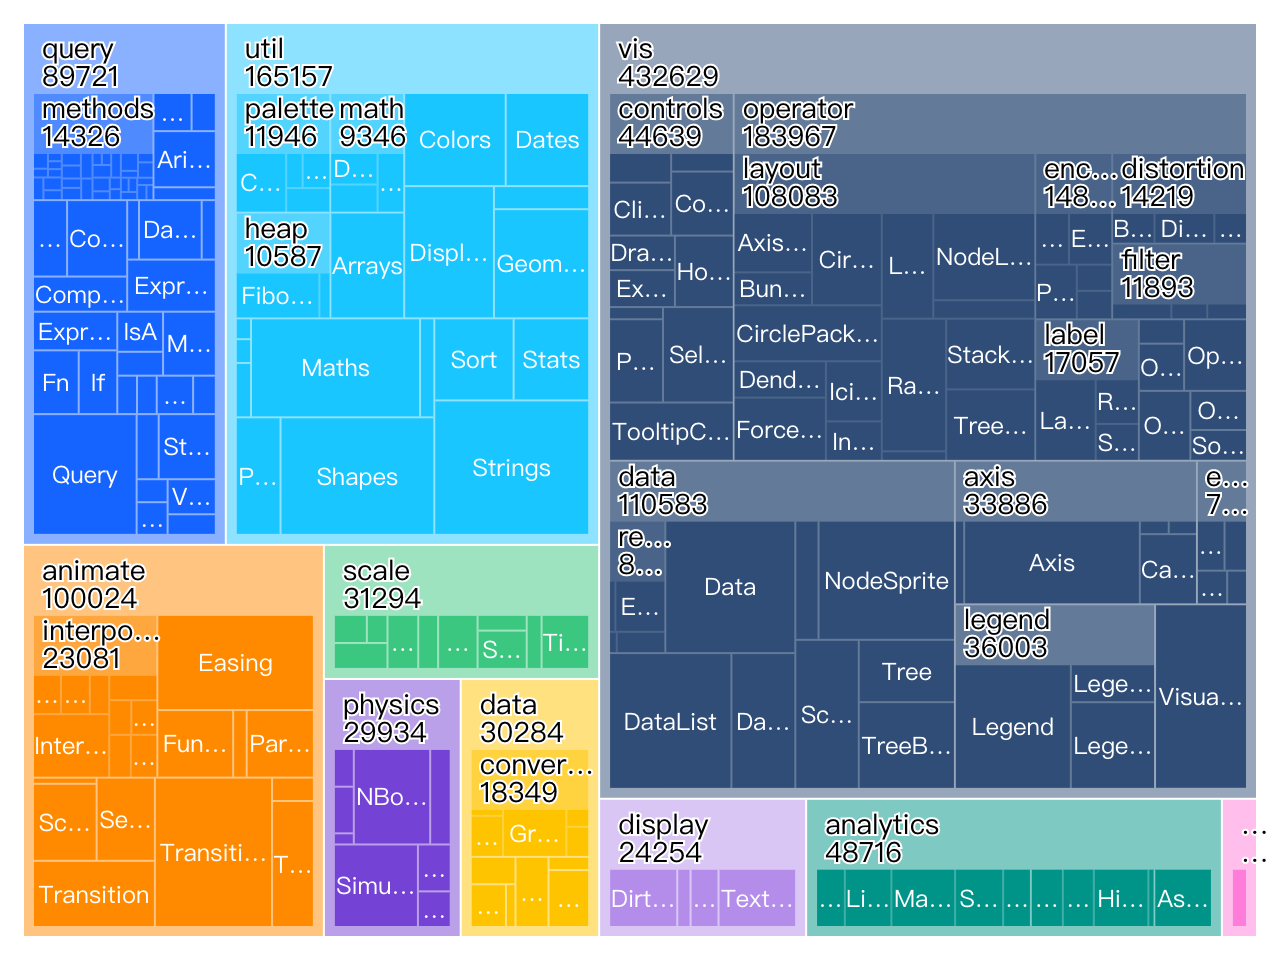 query
89721
methods
14326
…
Ari…
…
Co…
Da…
Comp…
Expr…
Expr…
IsA
M…
Fn
If
…
Query
St…
V…
…
util
165157
palette
11946
math
9346
Colors
Dates
C…
…
D…
…
heap
10587
Fibo…
Arrays
Displ…
Geom…
Maths
Sort
Stats
P…
Shapes
Strings
vis
432629
controls
44639
Cli…
Co…
Dra…
Ho…
Ex…
P…
Sel…
TooltipC…
operator
183967
layout
108083
Axis…
Cir…
L…
NodeL…
Bun…
CirclePack…
Stack…
Dend…
Ici…
Ra…
Force…
In…
Tree…
enc…
148…
…
E…
P…
distortion
14219
B…
Di…
…
filter
11893
label
17057
La…
R…
S…
O…
Op…
O…
O…
So…
data
110583
re…
8…
E…
Data
NodeSprite
DataList
Da…
Sc…
Tree
TreeB…
axis
33886
Axis
Ca…
e…
7…
…
…
legend
36003
Legend
Lege…
Lege…
Visua…
animate
100024
interpo…
23081
…
…
…
Inter…
…
Easing
Fun…
Par…
Sc…
Se…
Transiti…
T…
Transition
scale
31294
…
…
S…
Ti…
physics
29934
NBo…
Simu…
…
…
data
30284
conver…
18349
…
Gr…
…
…
…
display
24254
Dirt…
…
Text…
analytics
48716
…
Li…
Ma…
S…
…
…
…
Hi…
As…
…
…